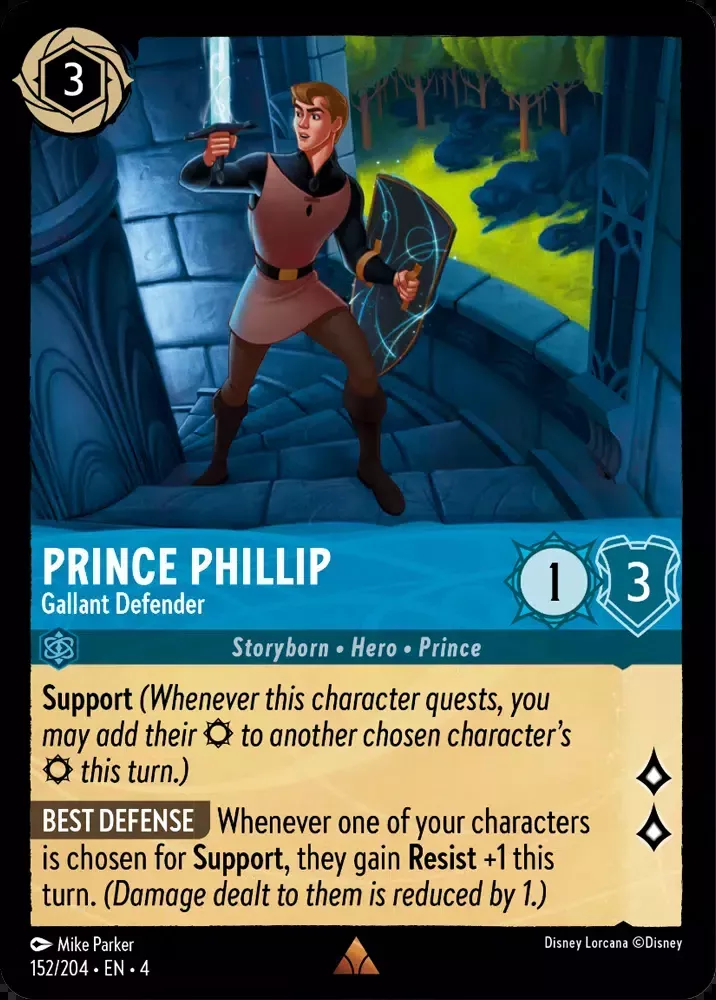 3
PRINCE PHILLIP
Gallant Defender
1
3
Storyborn • Hero • Prince
Support (Whenever this character quests, you
may add their to another chosen character's
this turn.)
BEST DEFENSE Whenever one of your characters
is chosen for Support, they gain Resist +1 this
turn. (Damage dealt to them is reduced by 1.)
Mike Parker
Disney Lorcana ©Disney
152/204 • EN • 4